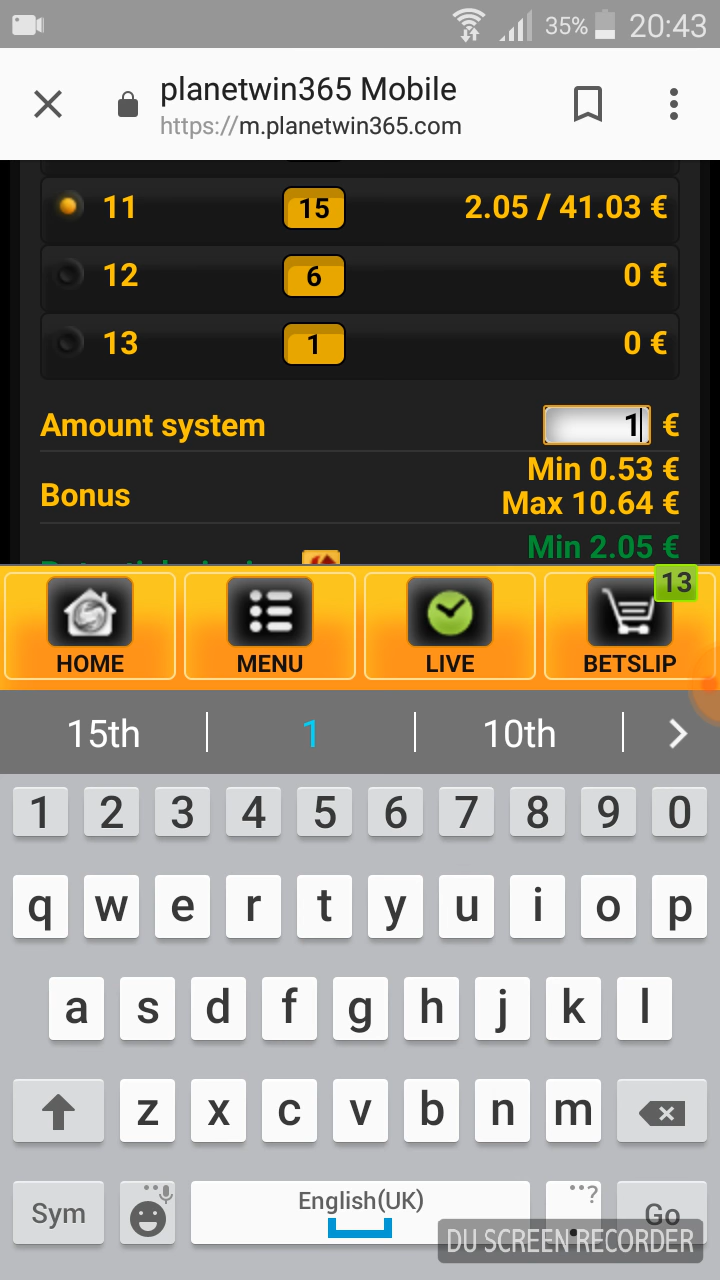 35% 20:43
planetwin365 Mobile
https://m.planetwin365.com
11 15 2.05 / 41.03 €
12 6 0 €
13 1 0 €
Amount system 1 €
Bonus Min 0.53 €
Max 10.64 €
Min 2.05 €
13
HOME MENU LIVE BETSLIP
15th 1 10th
1 2 3 4 5 6 7 8 9 0
q w e r t y u i o p
a s d f g h j k l
z x c v b n m
Sym English(UK) ? . Go
DU SCREEN RECORDER